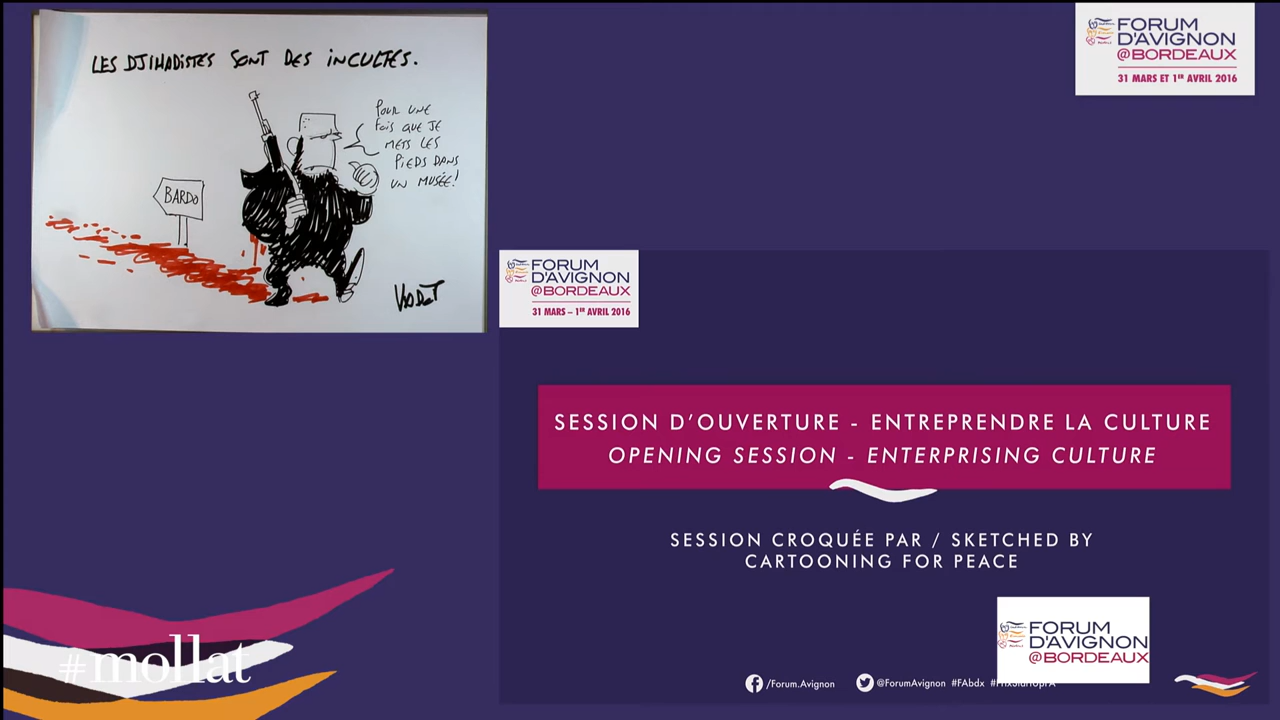 LES DJIHADISTES SONT DES INCULTES.
POUR UNE
FOIS QUE JE
METS LES
PIEDS DANS
UN MUSÉE!
BARDO
FORUM
D'AVIGNON
@BORDEAUX
31 MARS ET 1ER AVRIL 2016
FORUM
D'AVIGNON
@BORDEAUX
31 MARS – 1ER AVRIL 2016
SESSION D'OUVERTURE - ENTREPRENDRE LA CULTURE
OPENING SESSION - ENTERPRISING CULTURE
SESSION CROQUÉE PAR / SKETCHED BY
CARTOONING FOR PEACE
FORUM
D'AVIGNON
@BORDEAUX
/Forum.Avignon @ForumAvignon #FAbdx
#mollat